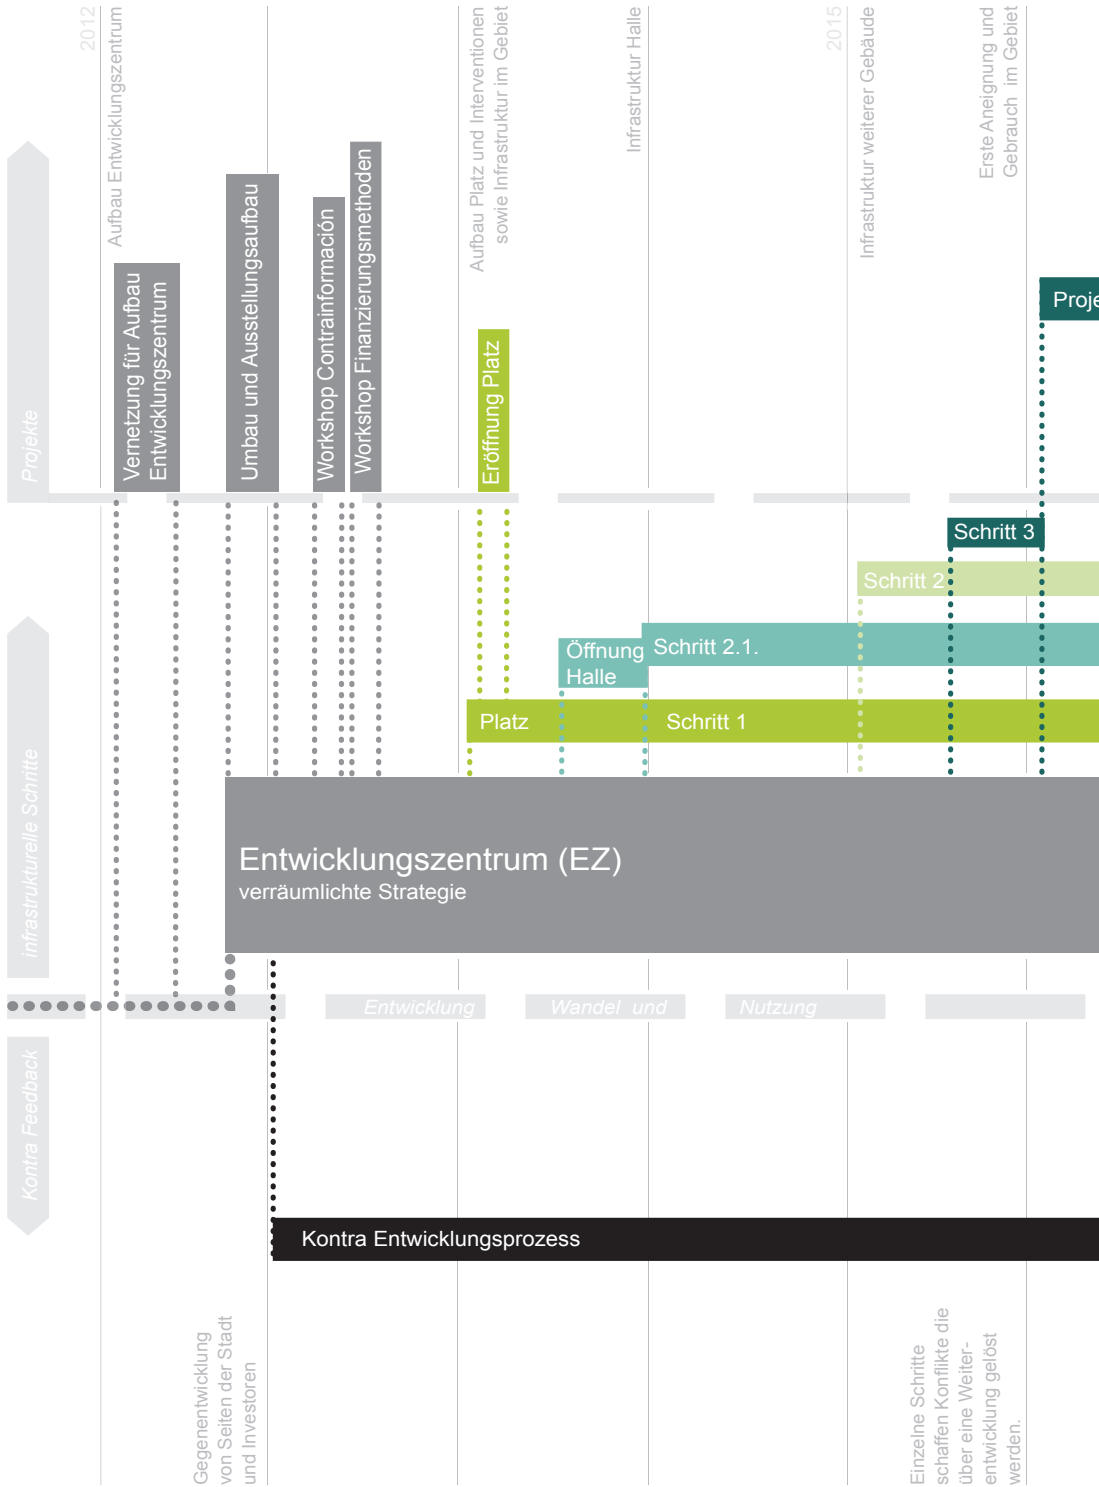 2012
Aufbau Entwicklungszentrum
Aufbau Platz und Interventionen
sowie Infrastruktur im Gebiet
Infrastruktur Halle
2015
Infrastruktur weiterer Gebäude
Erste Aneignung und
Gebrauch im Gebiet
Projekte
Vernetzung für Aufbau
Entwicklungszentrum
Umbau und Ausstellungsaufbau
Workshop Contrainformación
Workshop Finanzierungsmethoden
Eröffnung Platz
Proje
Schritt 3
Schritt 2
Öffnung
Halle
Schritt 2.1.
Platz
Schritt 1
infrastrukturelle Schritte
Entwicklungszentrum (EZ)
verräumlichte Strategie
Entwicklung
Wandel und
Nutzung
Kontra Feedback
Kontra Entwicklungsprozess
Gegenentwicklung
von Seiten der Stadt
und Investoren
Einzelne Schritte
schaffen Konflikte die
über eine Weiter-
entwicklung gelöst
werden.